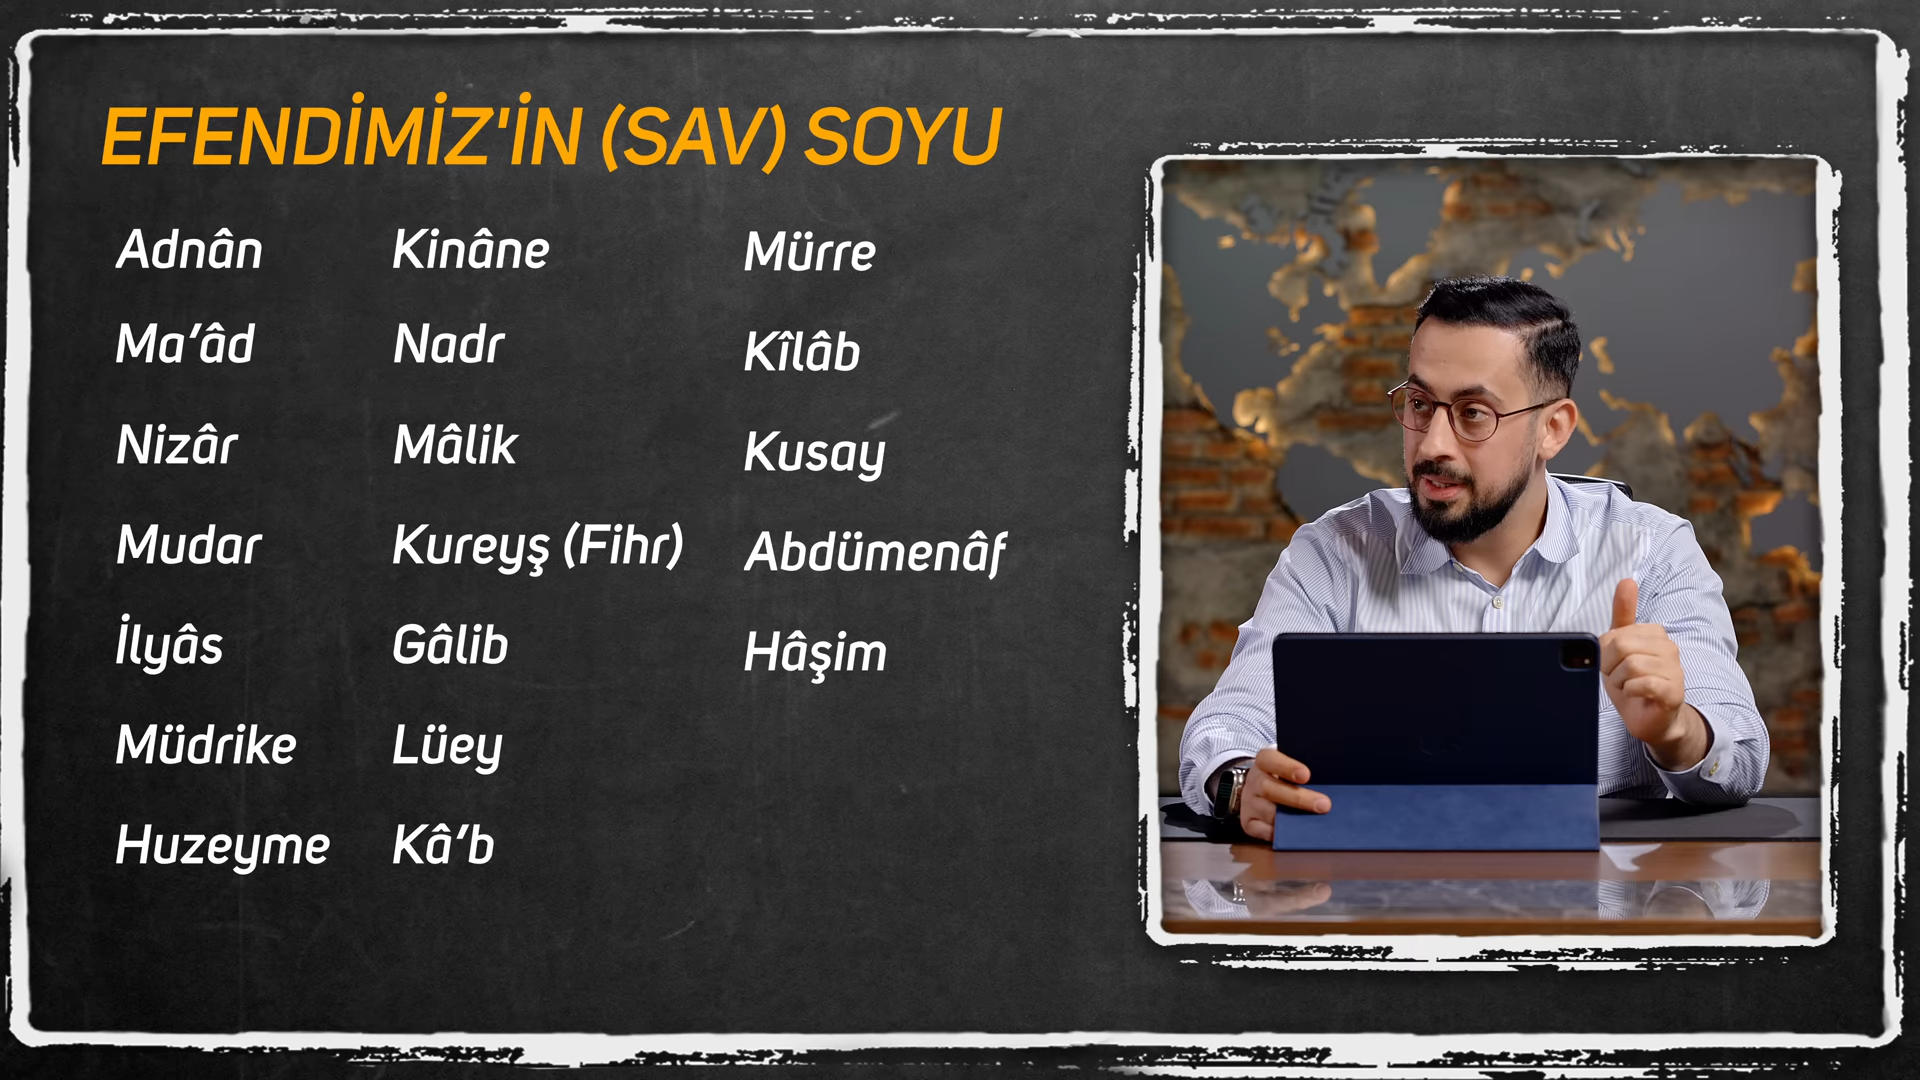 EFENDİMİZ'İN (SAV) SOYU
Adnân
Ma’âd
Nizâr
Mudar
İlyâs
Müdrike
Huzeyme
Kinâne
Nadr
Mâlik
Kureyş (Fihr)
Gâlib
Lüey
Kâ’b
Mürre
Kîlâb
Kusay
Abdümenâf
Hâşim